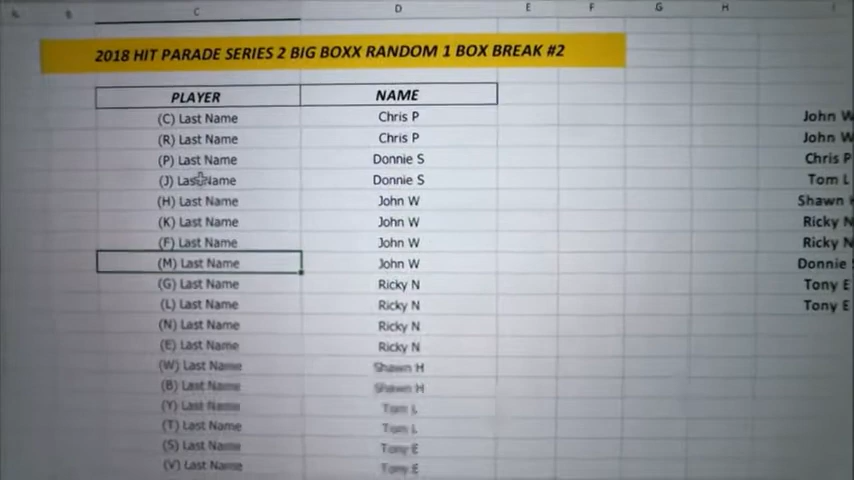 C D E F G H
2018 HIT PARADE SERIES 2 BIG BOXX RANDOM 1 BOX BREAK #2
PLAYER NAME
(C) Last Name Chris P John W
(R) Last Name Chris P John W
(P) Last Name Donnie S Chris P
(J) Last Name Donnie S Tom L
(H) Last Name John W Shawn
(K) Last Name John W Ricky N
(F) Last Name John W Ricky N
(M) Last Name John W Donnie
(G) Last Name Ricky N Tony E
(L) Last Name Ricky N Tony E
(N) Last Name Ricky N
(E) Last Name Ricky N
(W) Last Name Shawn H
(B) Last Name Shawn H
(Y) Last Name Tom L
(T) Last Name Tom L
(S) Last Name Tony E
(V) Last Name Tony E